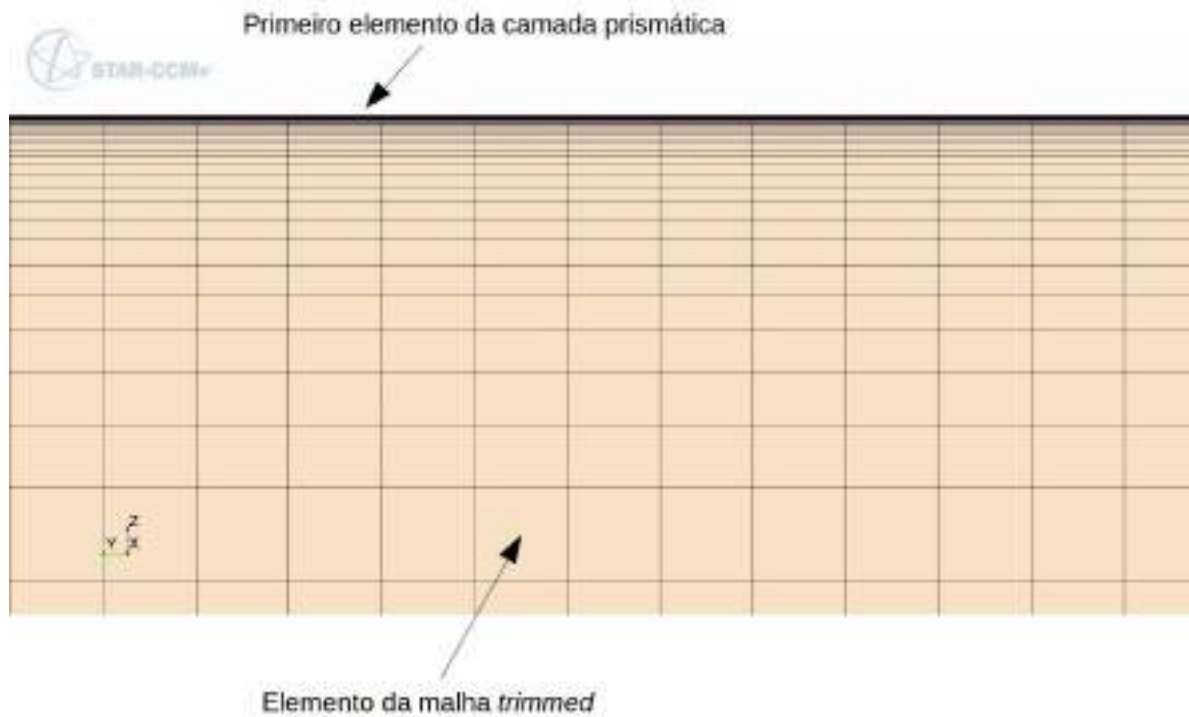 Primeiro elemento da camada prismática
STAR-CCM+
Z
Y X
Elemento da malha trimmed